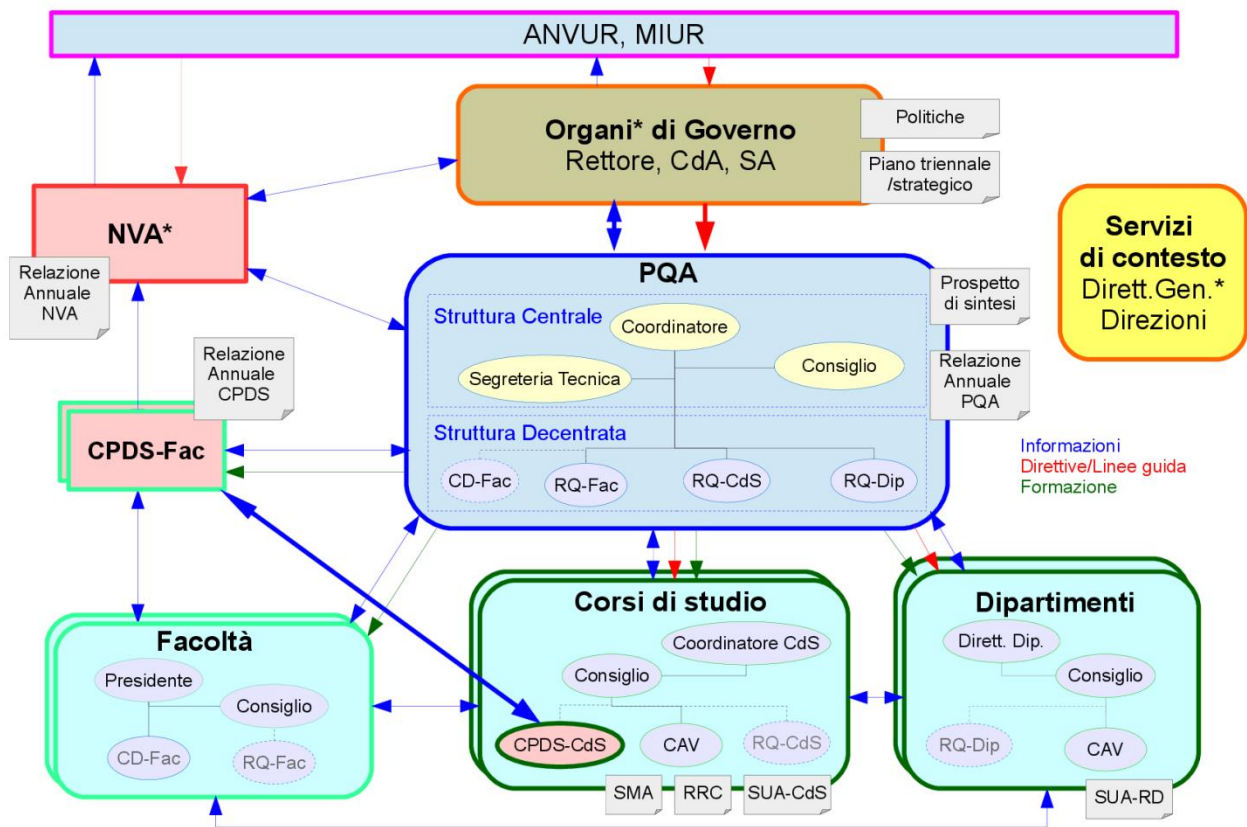 ANVUR, MIUR
Organi* di Governo
Rettore, CdA, SA
Politiche
Piano triennale
/strategico
NVA*
Relazione
Annuale
NVA
Servizi
di contesto
Dirett.Gen.*
Direzioni
PQA
Struttura Centrale
Coordinatore
Segreteria Tecnica
Consiglio
Prospetto
di sintesi
Relazione
Annuale
PQA
Relazione
Annuale
CPDS
CPDS-Fac
Struttura Decentrata
CD-Fac
RQ-Fac
RQ-CdS
RQ-Dip
Informazioni
Direttive/Linee guida
Formazione
Facoltà
Presidente
Consiglio
CD-Fac
RQ-Fac
Corsi di studio
Coordinatore CdS
Consiglio
CPDS-CdS
CAV
RQ-CdS
SMA
RRC
SUA-CdS
Dipartimenti
Dirett. Dip.
Consiglio
RQ-Dip
CAV
SUA-RD